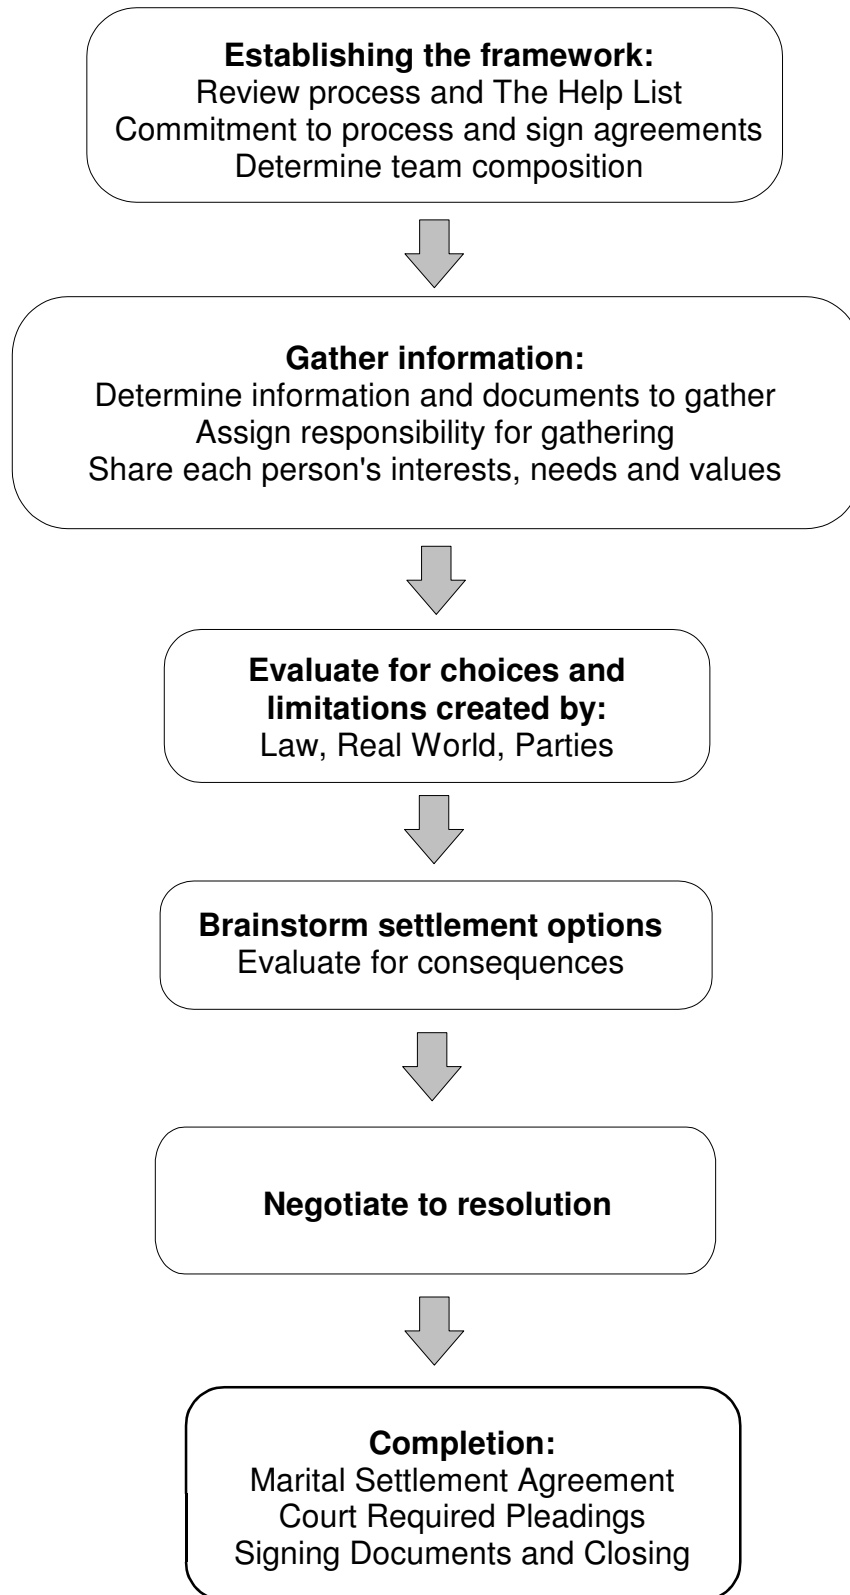 Establishing the framework:
Review process and The Help List
Commitment to process and sign agreements
Determine team composition
Gather information:
Determine information and documents to gather
Assign responsibility for gathering
Share each person's interests, needs and values
Evaluate for choices and
limitations created by:
Law, Real World, Parties
Brainstorm settlement options
Evaluate for consequences
Negotiate to resolution
Completion:
Marital Settlement Agreement
Court Required Pleadings
Signing Documents and Closing